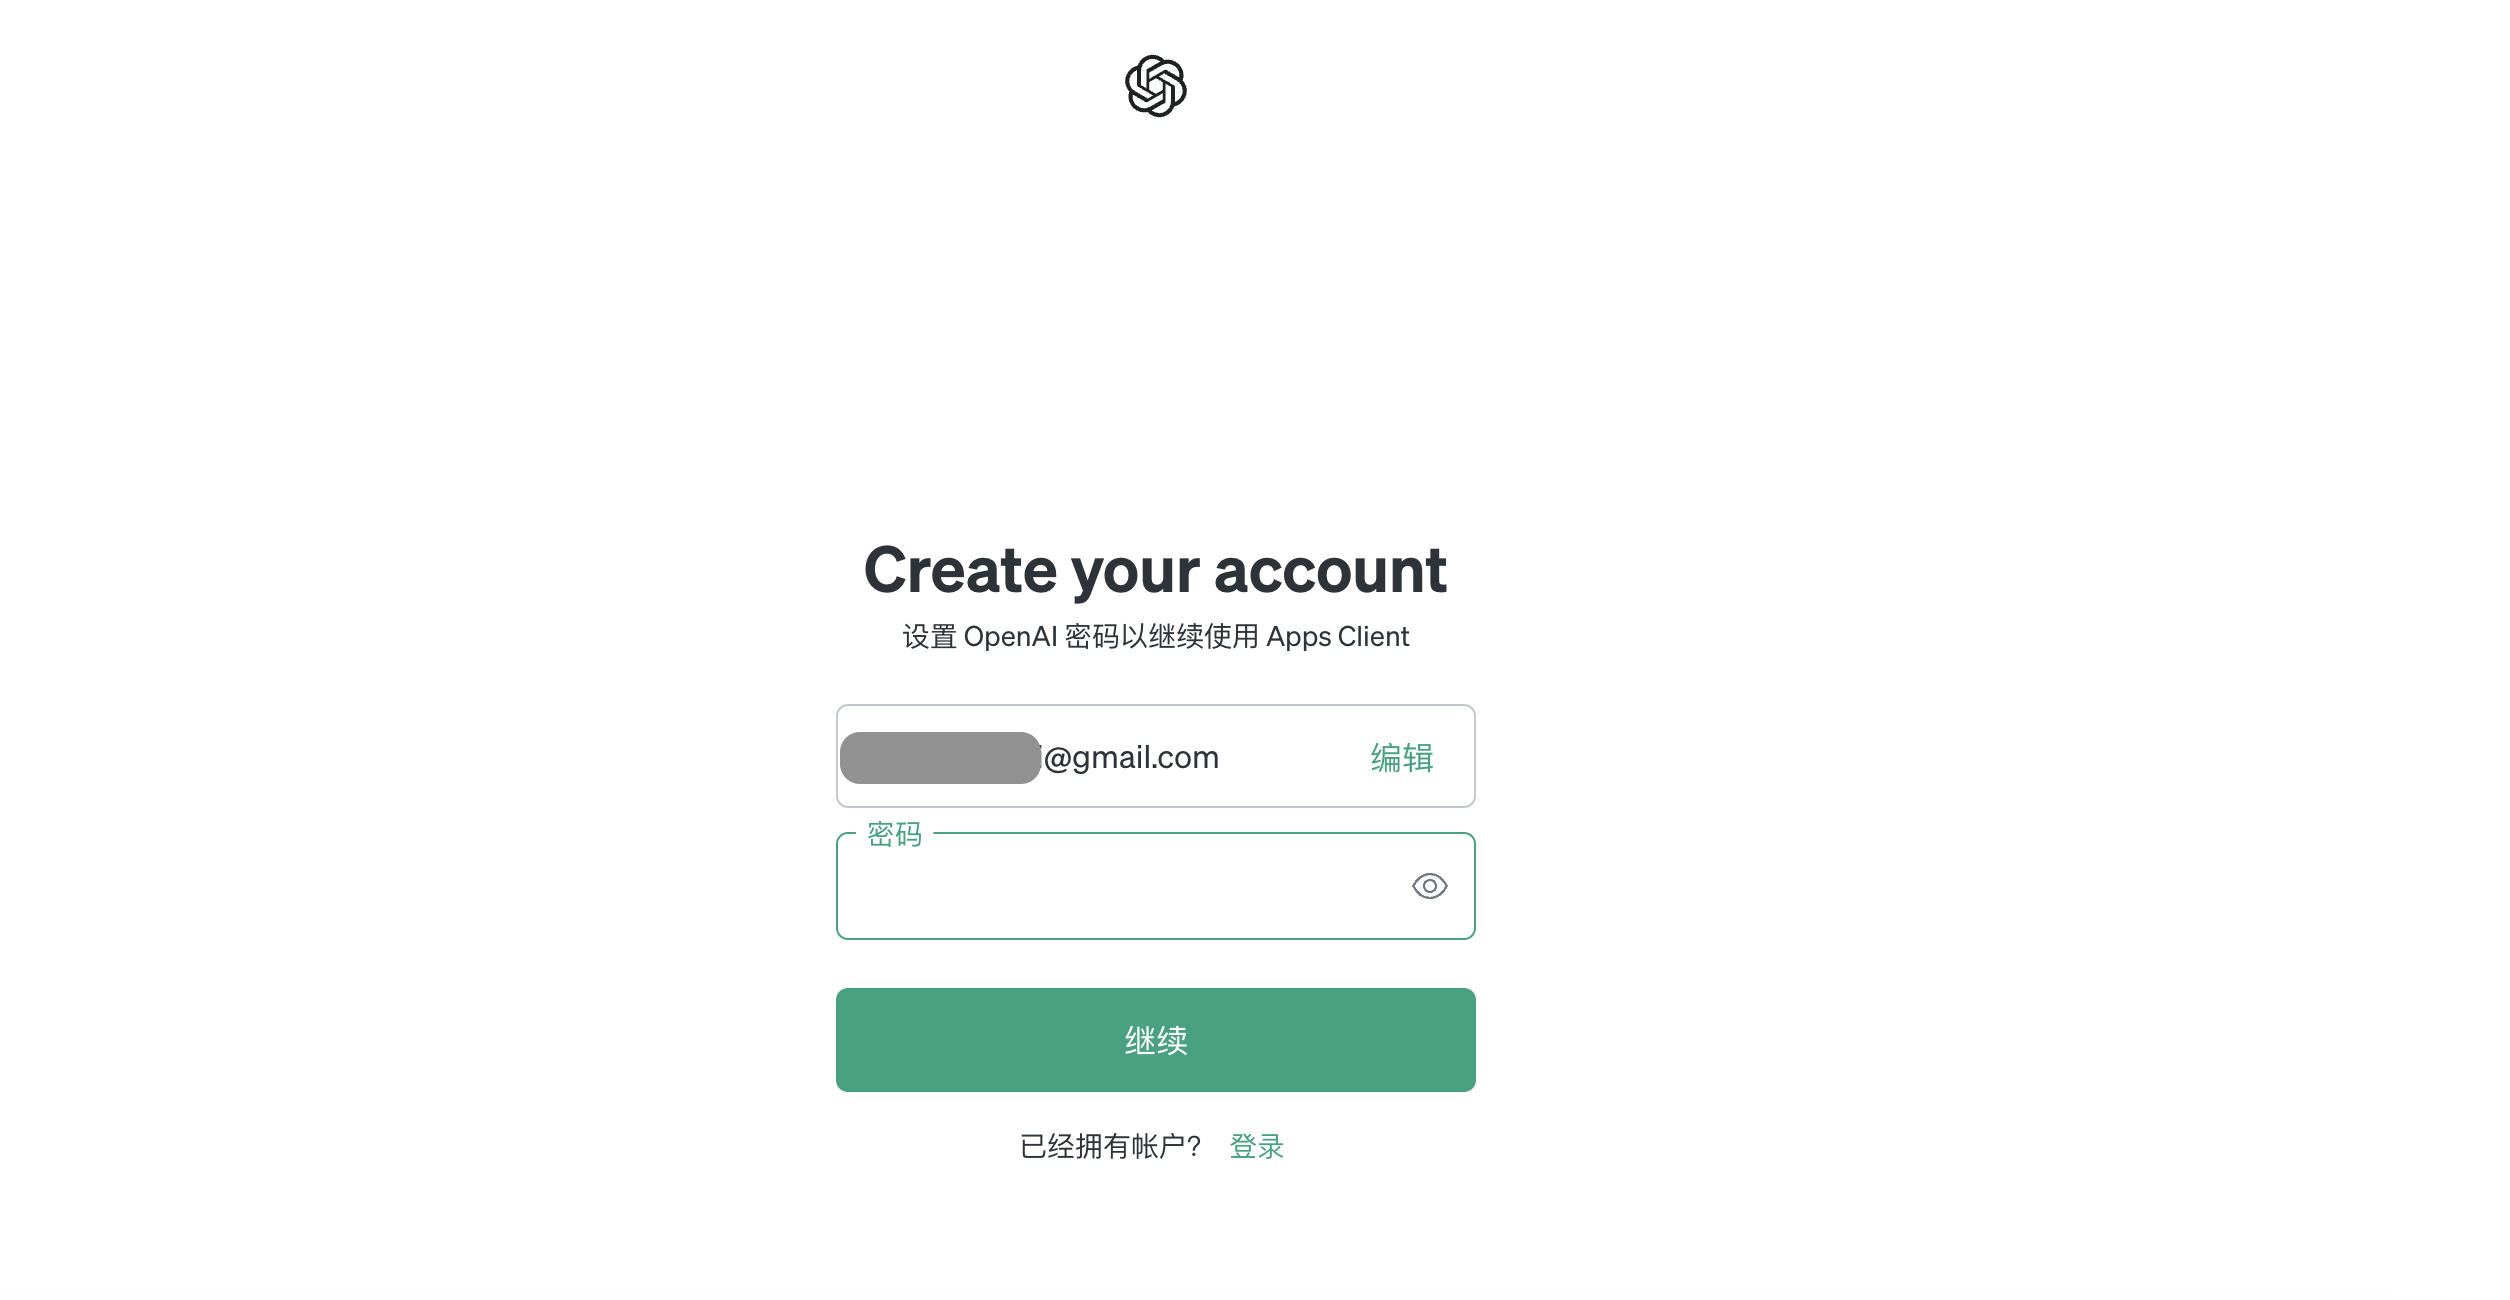 Create your account
设置 OpenAI 密码以继续使用 Apps Client
@gmail.com 编辑
密码
继续
已经拥有帐户？ 登录